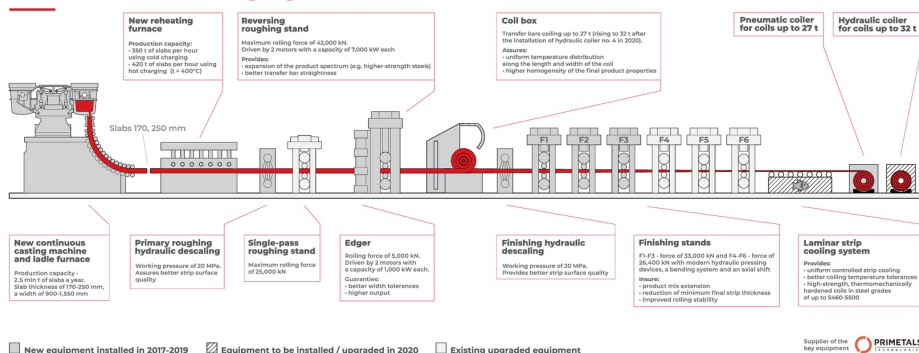 New reheating
furnace
Production capacity:
• 350 t of slabs per hour
using cold charging
• 420 t of slabs per hour using
hot charging (t > 400°C)
Reversing
roughing stand
Maximum rolling force of 42,000 kN.
Driven by 2 motors with a capacity of 7,000 kW each
Provides:
• expansion of the product spectrum (e.g. higher-strength steels)
• better transfer bar straightness
Coil box
Transfer bars coiling up to 27 t (rising to 32 t after
the installation of hydraulic coiler no. 4 in 2020).
Assures:
• uniform temperature distribution
along the length and width of the coil
• higher homogeneity of the final product properties
Pneumatic coiler
for coils up to 27 t
Hydraulic coiler
for coils up to 32 t
Slabs 170, 250 mm
F1 F2 F3 F4 F5 F6
New continuous
casting machine
and ladle furnace
Production capacity -
2.5 mln t of slabs a year.
Slab thickness of 170-250 mm,
a width of 900-1,550 mm
Primary roughing
hydraulic descaling
Working pressure of 20 MPa.
Assures better strip surface
quality
Single-pass
roughing stand
Maximum rolling force
of 25,000 kN
Edger
Rolling force of 5,000 kN.
Driven by 2 motors with
a capacity of 1,000 kW each.
Guaranties:
• better width tolerances
• higher output
Finishing hydraulic
descaling
Working pressure of 20 MPa.
Provides better strip surface quality
Finishing stands
F1-F3 - force of 33,000 kN and F4-F6 - force of
26,400 kN with modern hydraulic pressing
devices, a bending system and an axial shift
Insure:
• product mix extension
• reduction of minimum final strip thickness
• improved rolling stability
Laminar strip
cooling system
Provides:
• uniform controlled strip cooling
• better coiling temperature tolerances
• high-strength, thermomechanically
hardened coils in steel grades
of up to S460-S500
New equipment installed in 2017-2019
Equipment to be installed / upgraded in 2020
Existing upgraded equipment
Supplier of the
key equipment
PRIMETALS
TECHNOLOGIES